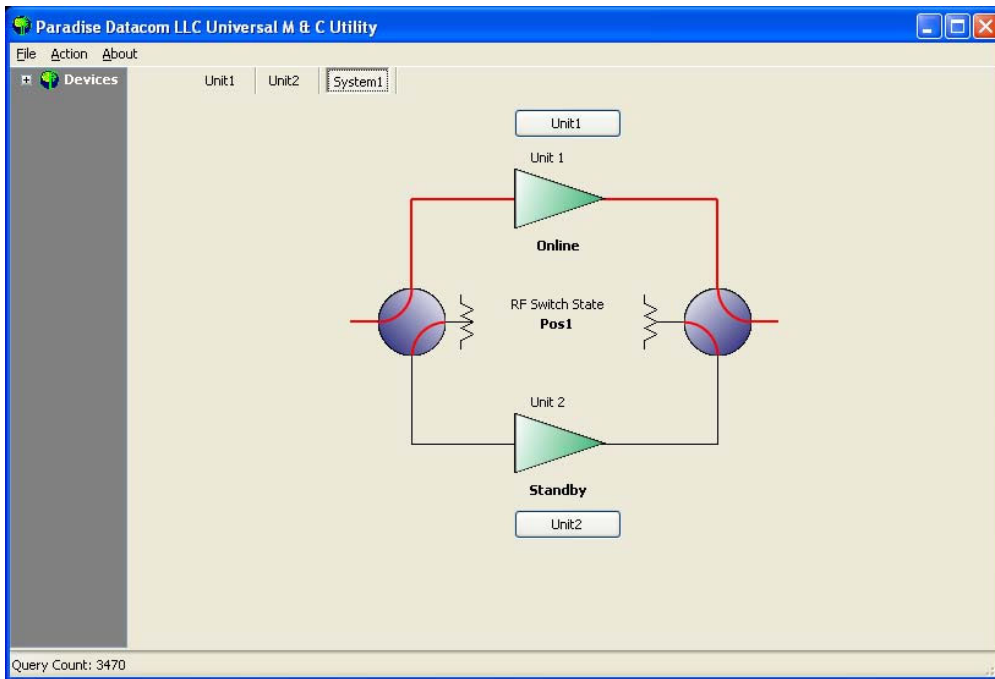 Paradise Datacom LLC Universal M & C Utility
File Action About
Devices
Unit1 Unit2 System1
Unit1
Unit 1
Online
RF Switch State
Pos1
Unit 2
Standby
Unit2
Query Count: 3470